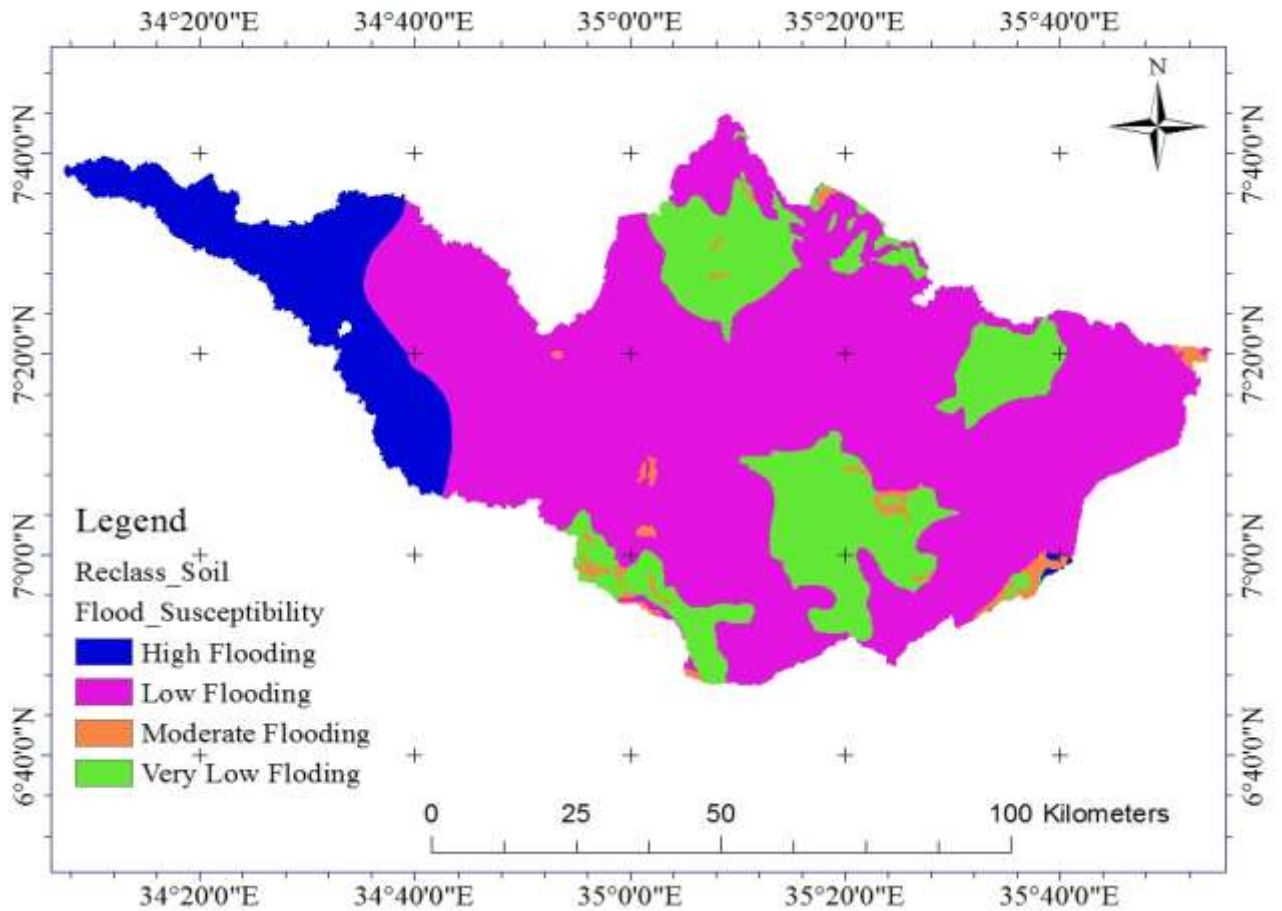 34°20'0"E 34°40'0"E 35°0'0"E 35°20'0"E 35°40'0"E
N
7°40'0"N 7°40'0"N
7°20'0"N 7°20'0"N
7°0'0"N 7°0'0"N
6°40'0"N 6°40'0"N
Legend
Reclass_Soil
Flood_Susceptibility
High Flooding
Low Flooding
Moderate Flooding
Very Low Floding
0 25 50 100 Kilometers
34°20'0"E 34°40'0"E 35°0'0"E 35°20'0"E 35°40'0"E